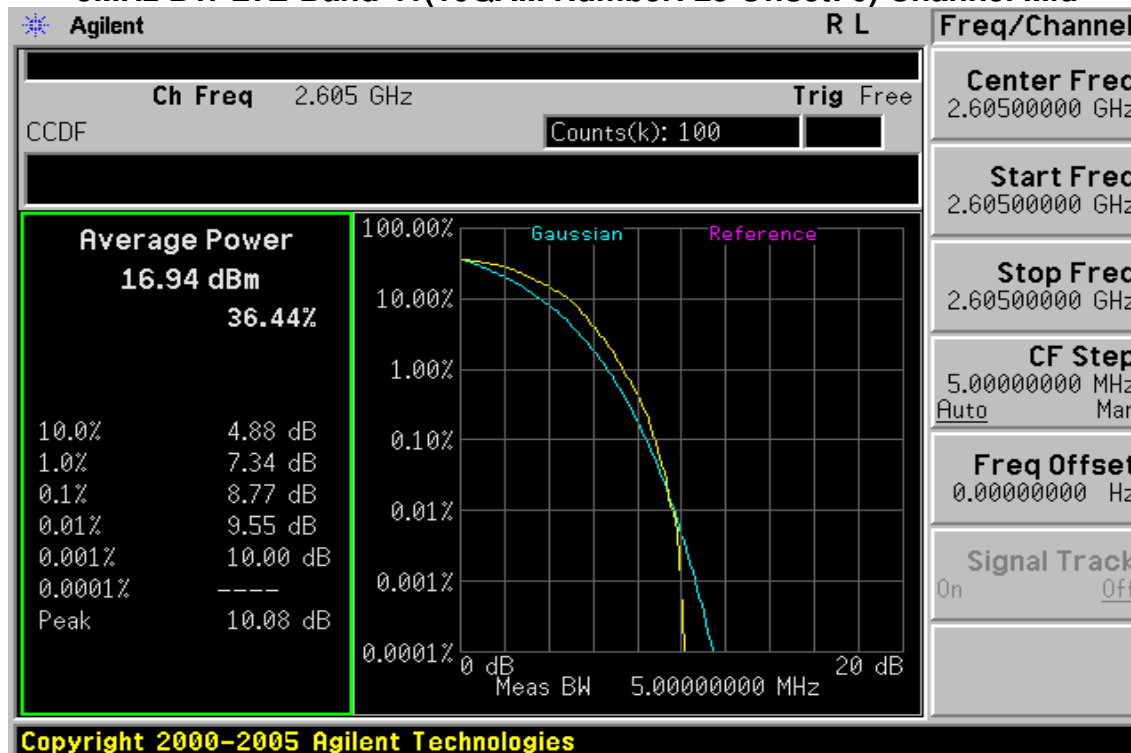 Agilent
R L
Freq/Channel
Ch Freq 2.605 GHz
Trig Free
CCDF
Counts(k): 100
Average Power
16.94 dBm
36.44%
10.0% 4.88 dB
1.0% 7.34 dB
0.1% 8.77 dB
0.01% 9.55 dB
0.001% 10.00 dB
0.0001% ----
Peak 10.08 dB
Gaussian
Reference
100.00%
10.00%
1.00%
0.10%
0.01%
0.001%
0.0001%
0 dB
20 dB
Meas BW 5.00000000 MHz
Center Freq
2.60500000 GHz
Start Freq
2.60500000 GHz
Stop Freq
2.60500000 GHz
CF Step
5.00000000 MHz
Auto Man
Freq Offset
0.00000000 Hz
Signal Track
On Off
Copyright 2000-2005 Agilent Technologies